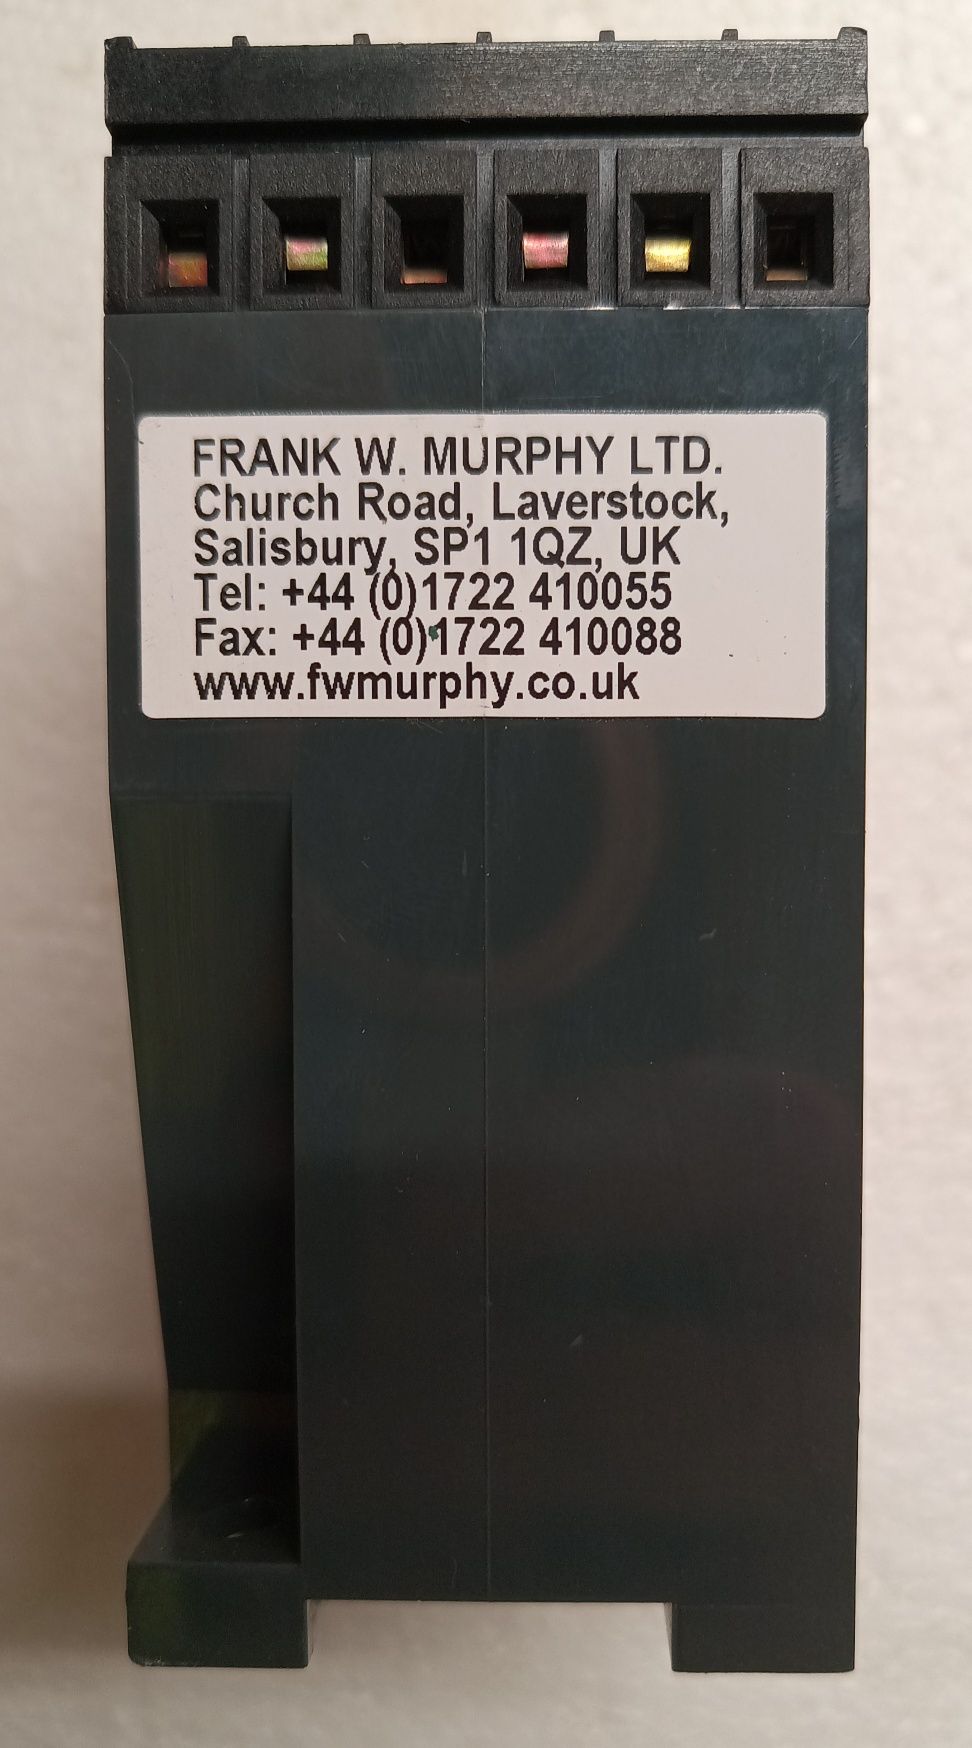 FRANK W. MURPHY LTD.
Church Road, Laverstock,
Salisbury, SP1 1QZ, UK
Tel: +44 (0)1722 410055
Fax: +44 (0)1722 410088
www.fwmurphy.co.uk